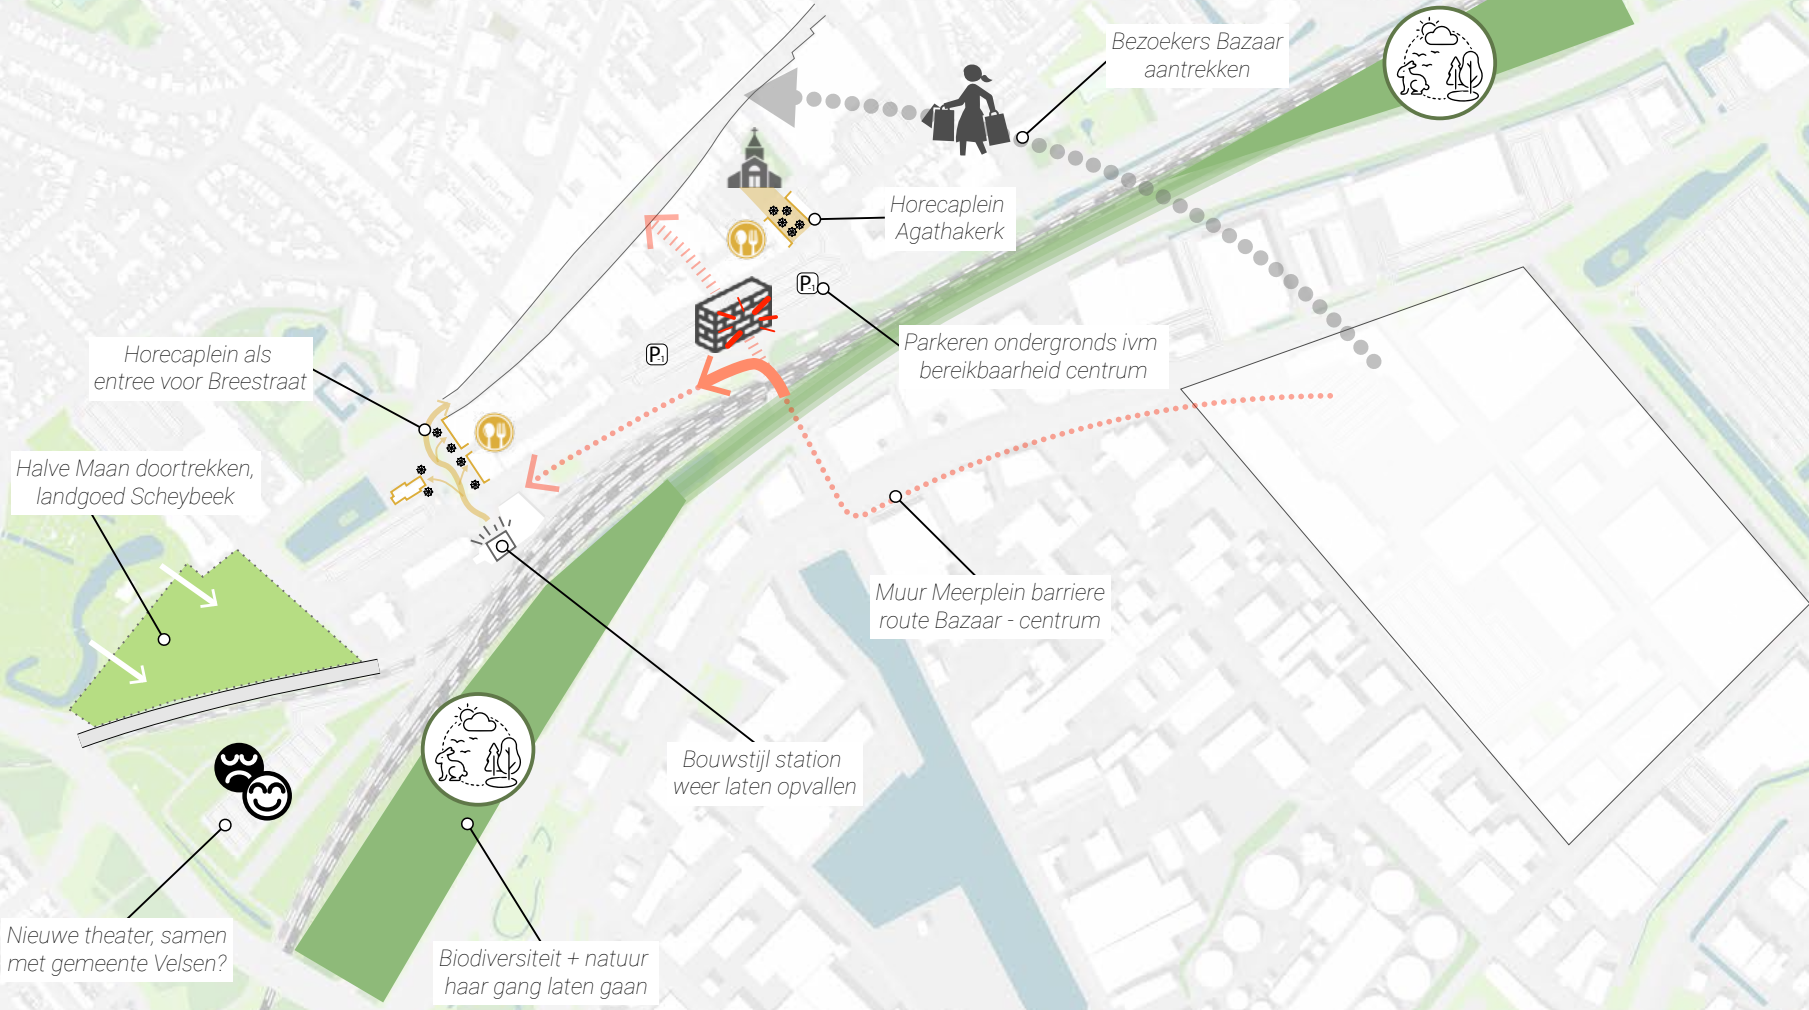 Bezoekers Bazaar
aantrekken
Horecaplein
Agathakerk
P-1
Parkeren ondergronds ivm
bereikbaarheid centrum
P-1
Horecaplein als
entree voor Breestraat
Halve Maan doortrekken,
landgoed Scheybeek
Muur Meerplein barriere
route Bazaar - centrum
Bouwstijl station
weer laten opvallen
Nieuwe theater, samen
met gemeente Velsen?
Biodiversiteit + natuur
haar gang laten gaan